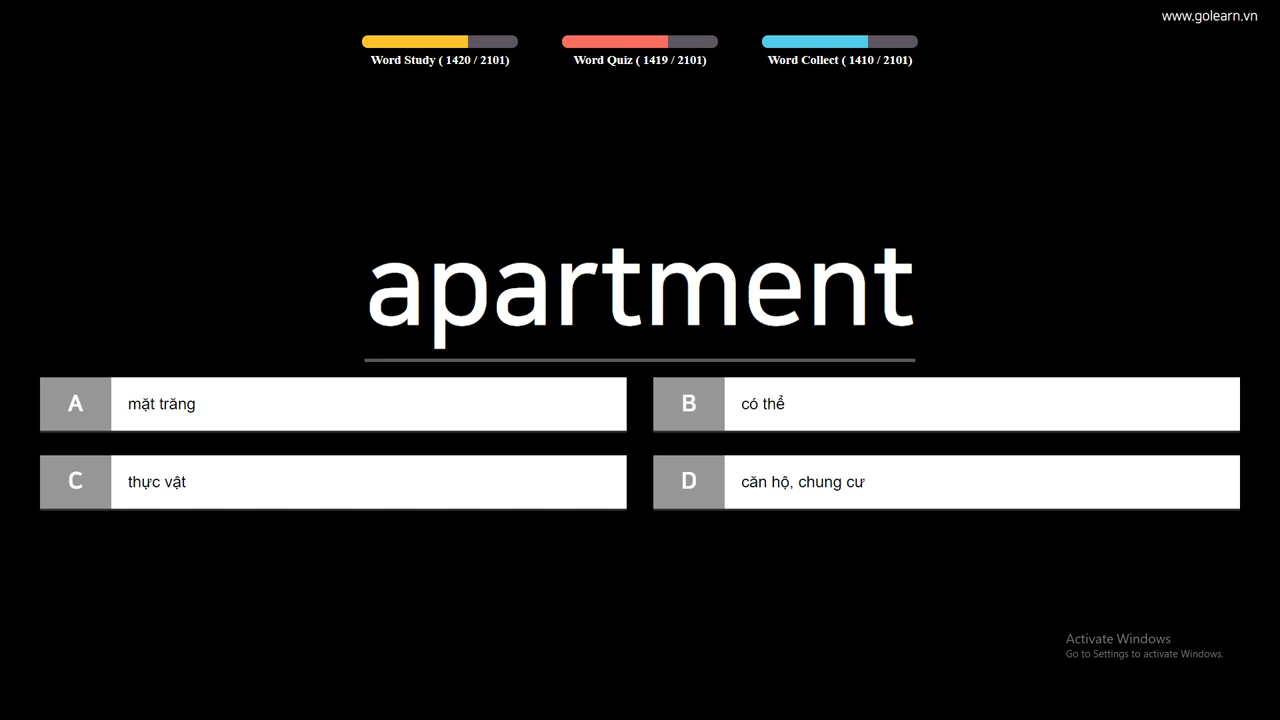 www.golearn.vn
Word Study ( 1420 / 2101)
Word Quiz ( 1419 / 2101)
Word Collect ( 1410 / 2101)
apartment
A mặt trăng
B có thể
C thực vật
D căn hộ, chung cư
Activate Windows
Go to Settings to activate Windows.